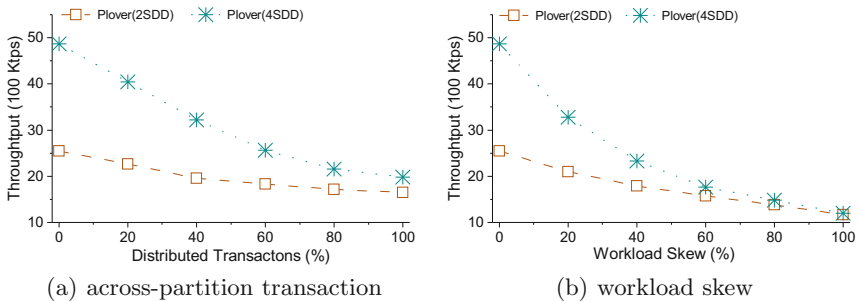 Plover(2SDD) Plover(4SDD)
50
40
30
20
10
Throughtput (100 Ktps)
0 20 40 60 80 100
Distributed Transactons (%)
(a) across-partition transaction
Plover(2SDD) Plover(4SDD)
50
40
30
20
10
Throughtput (100 Ktps)
0 20 40 60 80 100
Workload Skew (%)
(b) workload skew